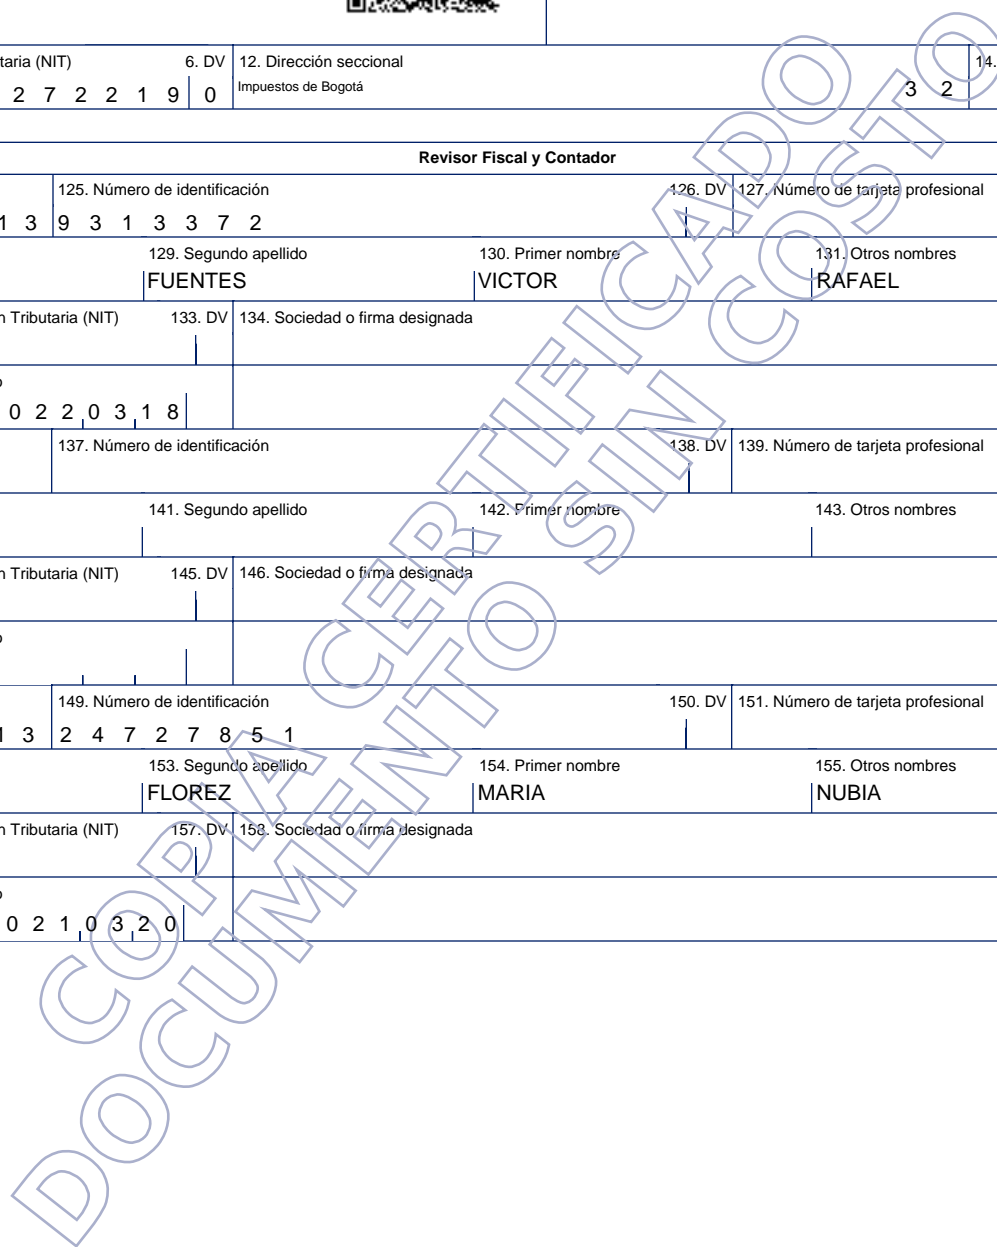 taria (NIT) 6. DV 12. Dirección seccional 14.
2 7 2 2 1 9 0 Impuestos de Bogotá 3 2
Revisor Fiscal y Contador
125. Número de identificación 126. DV 127. Número de tarjeta profesional
1 3 9 3 1 3 3 7 2
129. Segundo apellido 130. Primer nombre 131. Otros nombres
FUENTES VICTOR RAFAEL
n Tributaria (NIT) 133. DV 134. Sociedad o firma designada
o
0 2 2 0 3 1 8
137. Número de identificación 138. DV 139. Número de tarjeta profesional
141. Segundo apellido 142. Primer nombre 143. Otros nombres
n Tributaria (NIT) 145. DV 146. Sociedad o firma designada
o
149. Número de identificación 150. DV 151. Número de tarjeta profesional
1 3 2 4 7 2 7 8 5 1
153. Segundo apellido 154. Primer nombre 155. Otros nombres
FLOREZ MARIA NUBIA
n Tributaria (NIT) 157. DV 158. Sociedad o firma designada
o
0 2 1 0 3 2 0
COPIA CERTIFICADO
DOCUMENTO SIN COSTO